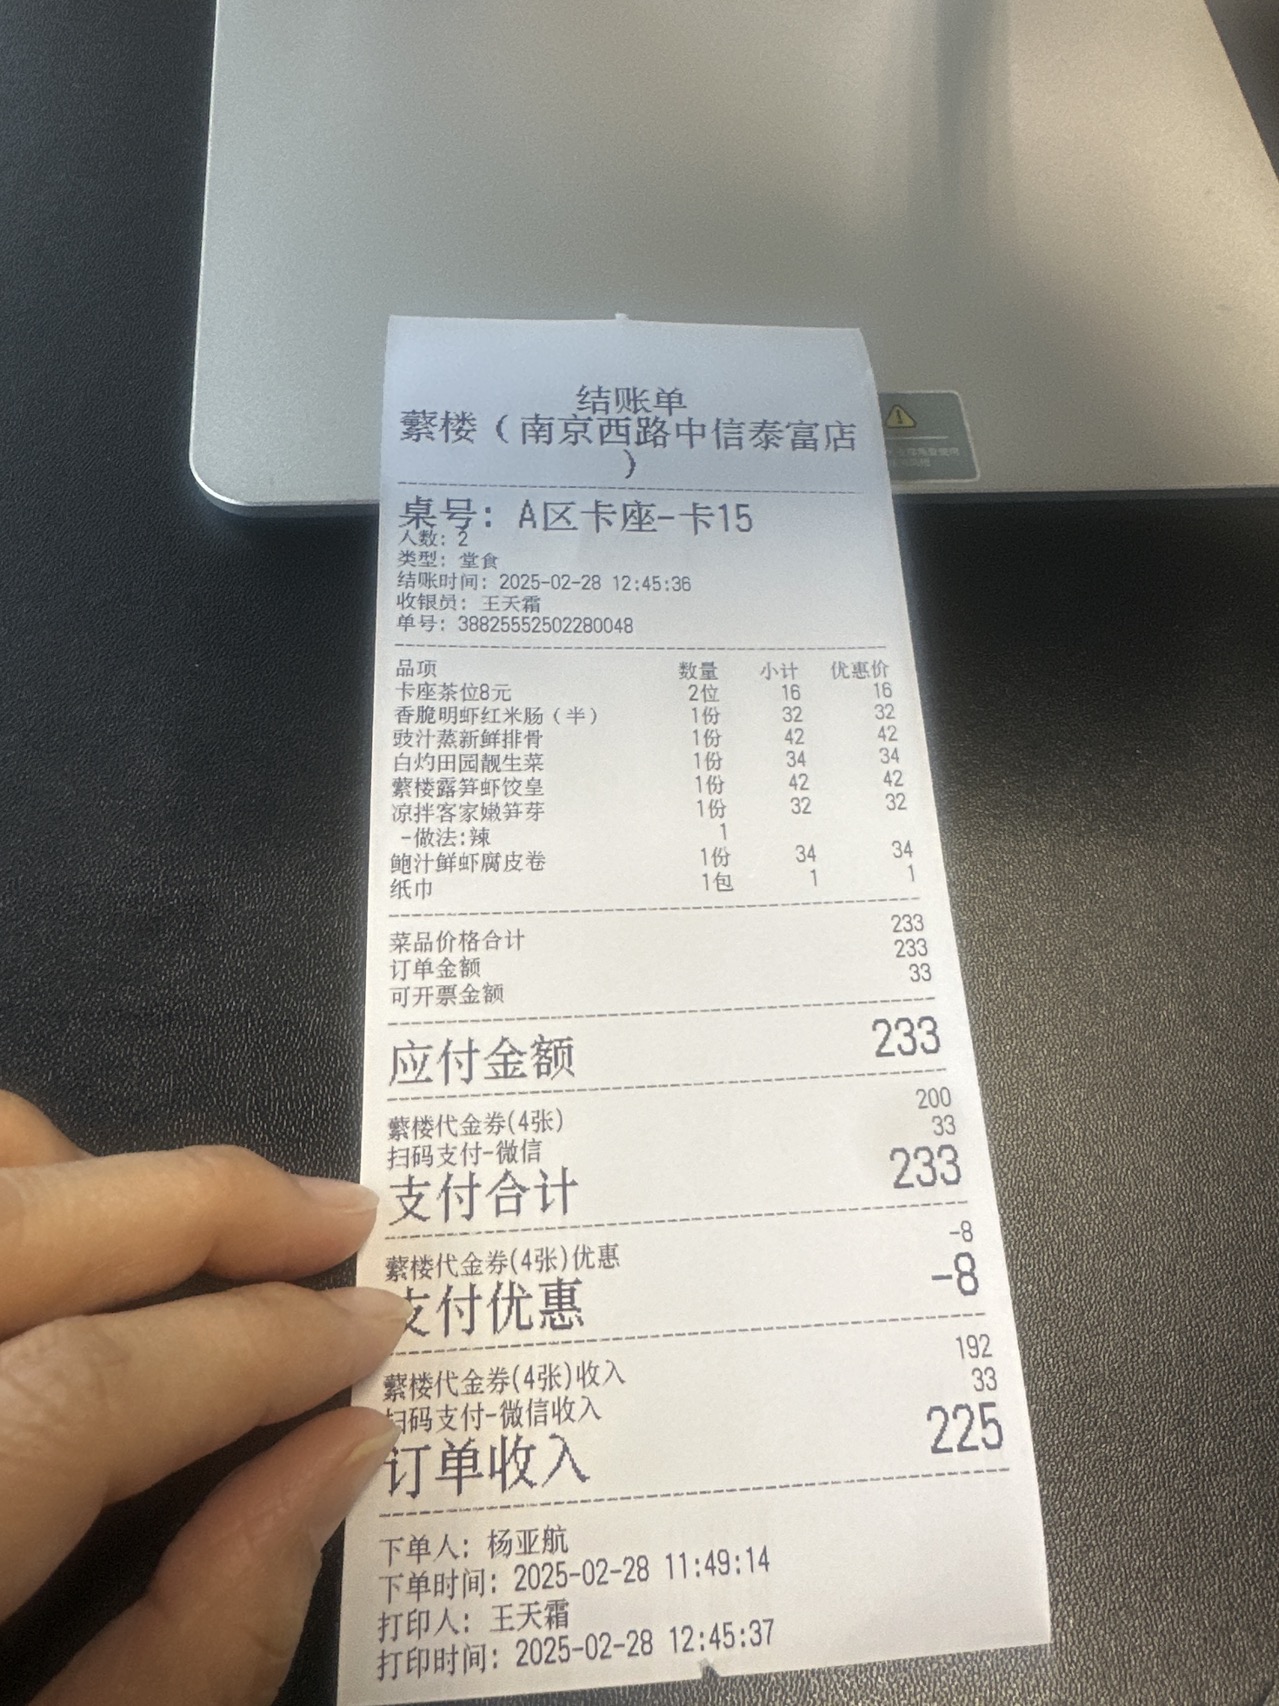 结账单
蘩楼（南京西路中信泰富店
）
桌号: A区卡座-卡15
人数: 2
类型: 堂食
结账时间: 2025-02-28 12:45:36
收银员: 王天霜
单号: 38825552502280048
品项 数量 小计 优惠价
卡座茶位8元 2位 16 16
香脆明虾红米肠（半） 1份 32 32
豉汁蒸新鲜排骨 1份 42 42
白灼田园靓生菜 1份 34 34
蘩楼露笋虾饺皇 1份 42 42
凉拌客家嫩笋芽 1份 32 32
-做法:辣 1
鲍汁鲜虾腐皮卷 1份 34 34
纸巾 1包 1 1
菜品价格合计 233
订单金额 233
可开票金额 33
应付金额 233
蘩楼代金券(4张) 200
扫码支付-微信 33
支付合计 233
蘩楼代金券(4张)优惠 -8
支付优惠 -8
蘩楼代金券(4张)收入 192
扫码支付-微信收入 33
订单收入 225
下单人: 杨亚航
下单时间: 2025-02-28 11:49:14
打印人: 王天霜
打印时间: 2025-02-28 12:45:37